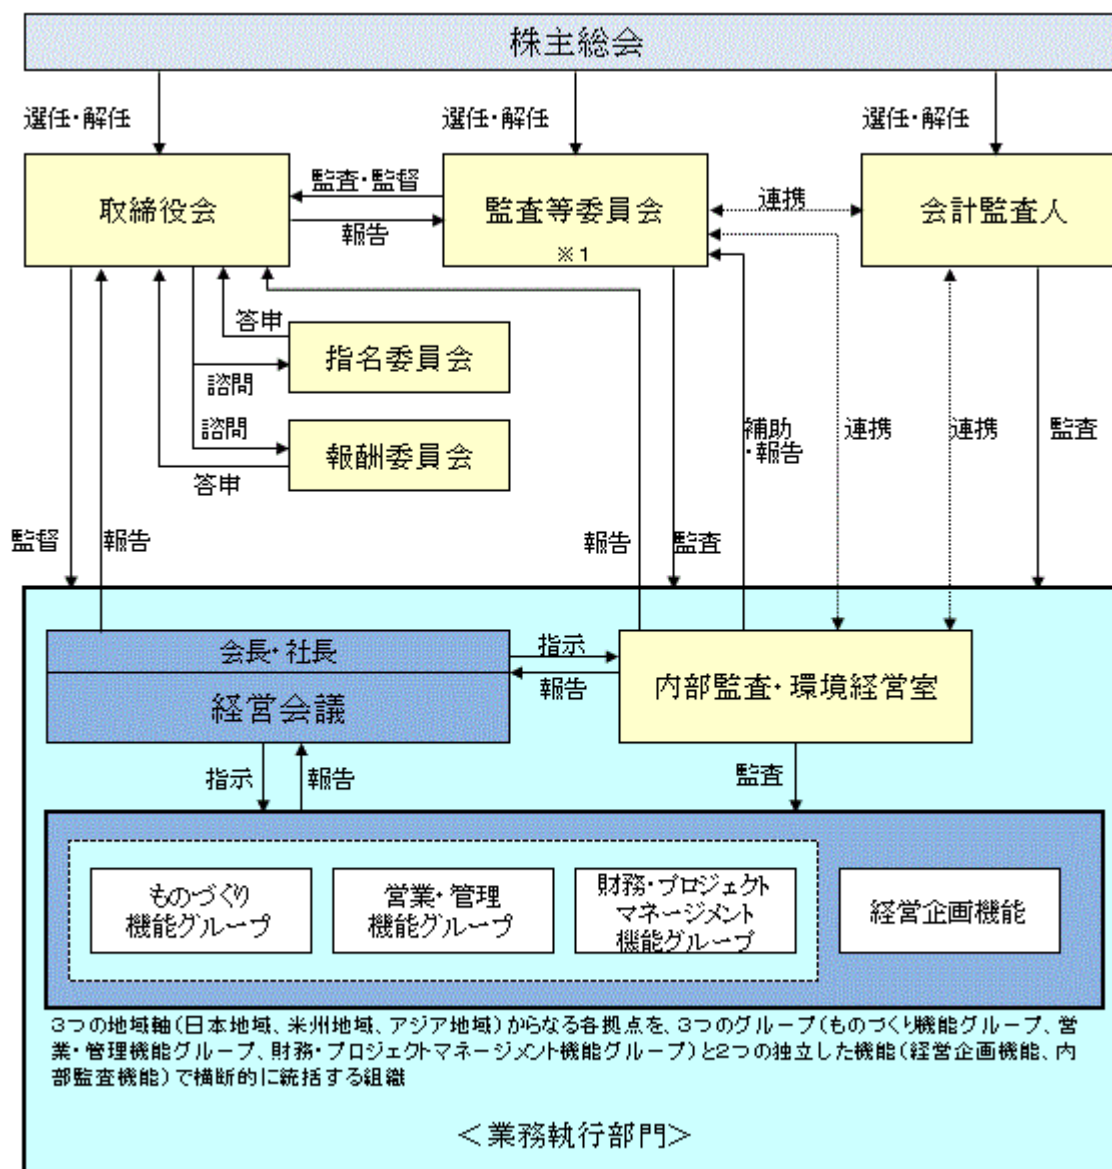 株主総会
選任・解任
選任・解任
選任・解任
取締役会
監査・監督
報告
監査等委員会
※1
連携
会計監査人
答申
指名委員会
諮問
諮問
報酬委員会
答申
補助
・報告
連携
連携
監査
監督
報告
報告
監査
会長・社長
経営会議
指示
報告
内部監査・環境経営室
指示
報告
監査
ものづくり
機能グループ
営業・管理
機能グループ
財務・プロジェクト
マネージメント
機能グループ
経営企画機能
3つの地域軸(日本地域、米州地域、アジア地域)からなる各拠点を、3つのグループ(ものづくり機能グループ、営
業・管理機能グループ、財務・プロジェクトマネージメント機能グループ)と2つの独立した機能(経営企画機能、内
部監査機能)で横断的に統括する組織
＜業務執行部門＞